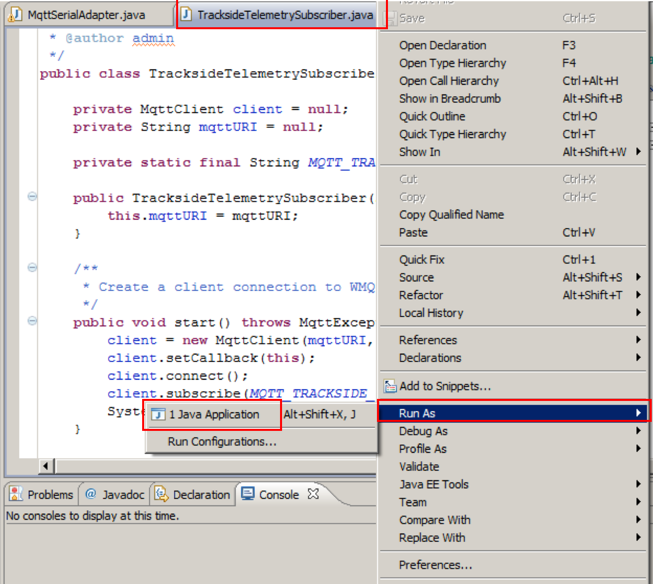 MqttSerialAdapter.java
TracksideTelemetrySubscriber.java
* @author admin
*/
public class TracksideTelemetrySubscribe
private MqttClient client = null;
private String mqttURI = null;
private static final String MQTT_TRA
public TracksideTelemetrySubscriber(
this.mqttURI = mqttURI;
}
/**
* Create a client connection to WMQ
*/
public void start() throws MqttExcep
client = new MqttClient(mqttURI,
client.setCallback(this);
client.connect();
client.subscribe(MQTT_TRACKSIDE_
Syste
}
1 Java Application Alt+Shift+X, J
Run Configurations...
Problems @ Javadoc Declaration Console
No consoles to display at this time.
Save Ctrl+S
Open Declaration F3
Open Type Hierarchy F4
Open Call Hierarchy Ctrl+Alt+H
Show in Breadcrumb Alt+Shift+B
Quick Outline Ctrl+O
Quick Type Hierarchy Ctrl+T
Show In Alt+Shift+W
Cut Ctrl+X
Copy Ctrl+C
Copy Qualified Name
Paste Ctrl+V
Quick Fix Ctrl+1
Source Alt+Shift+S
Refactor Alt+Shift+T
Local History
References
Declarations
Add to Snippets...
Run As
Debug As
Profile As
Validate
Java EE Tools
Team
Compare With
Replace With
Preferences...